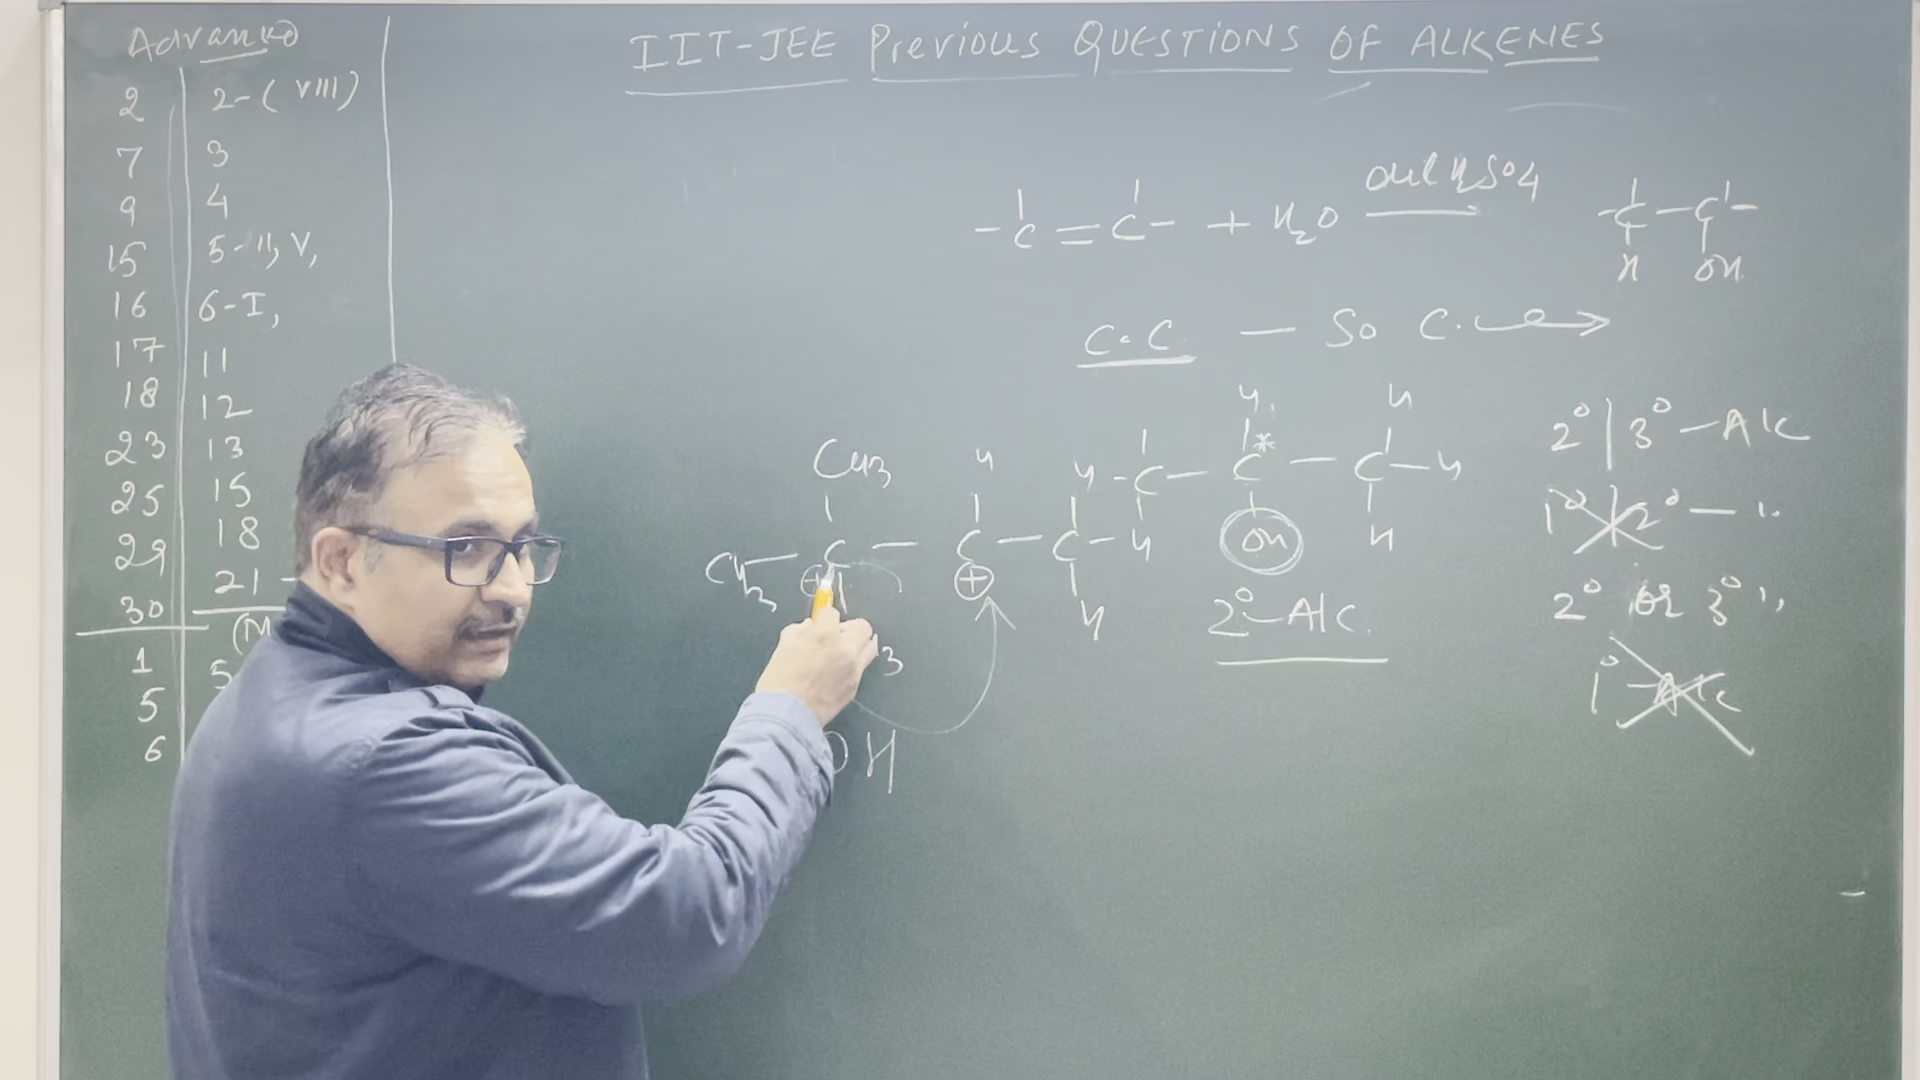 Advanced
IIT-JEE Previous QUESTIONS OF ALKENES
2 2-(VIII)
7 3
9 4
15 5-II, V,
16 6-I,
17 11
18 12
23 13
25 15
29 18
30 21
1 5
5
6
-C=C- + H2O dil H2SO4 -C-C-
H OH
C.C. — So C.
CH3 H H -C-C*-C-H
H H
CH3 C - C - C-H OH H
⊕ ⊕ H
3
OH
2°-Alc.
2°|3°-Alc
1° 2° — ".
2° or 3° ",
1°-Alc